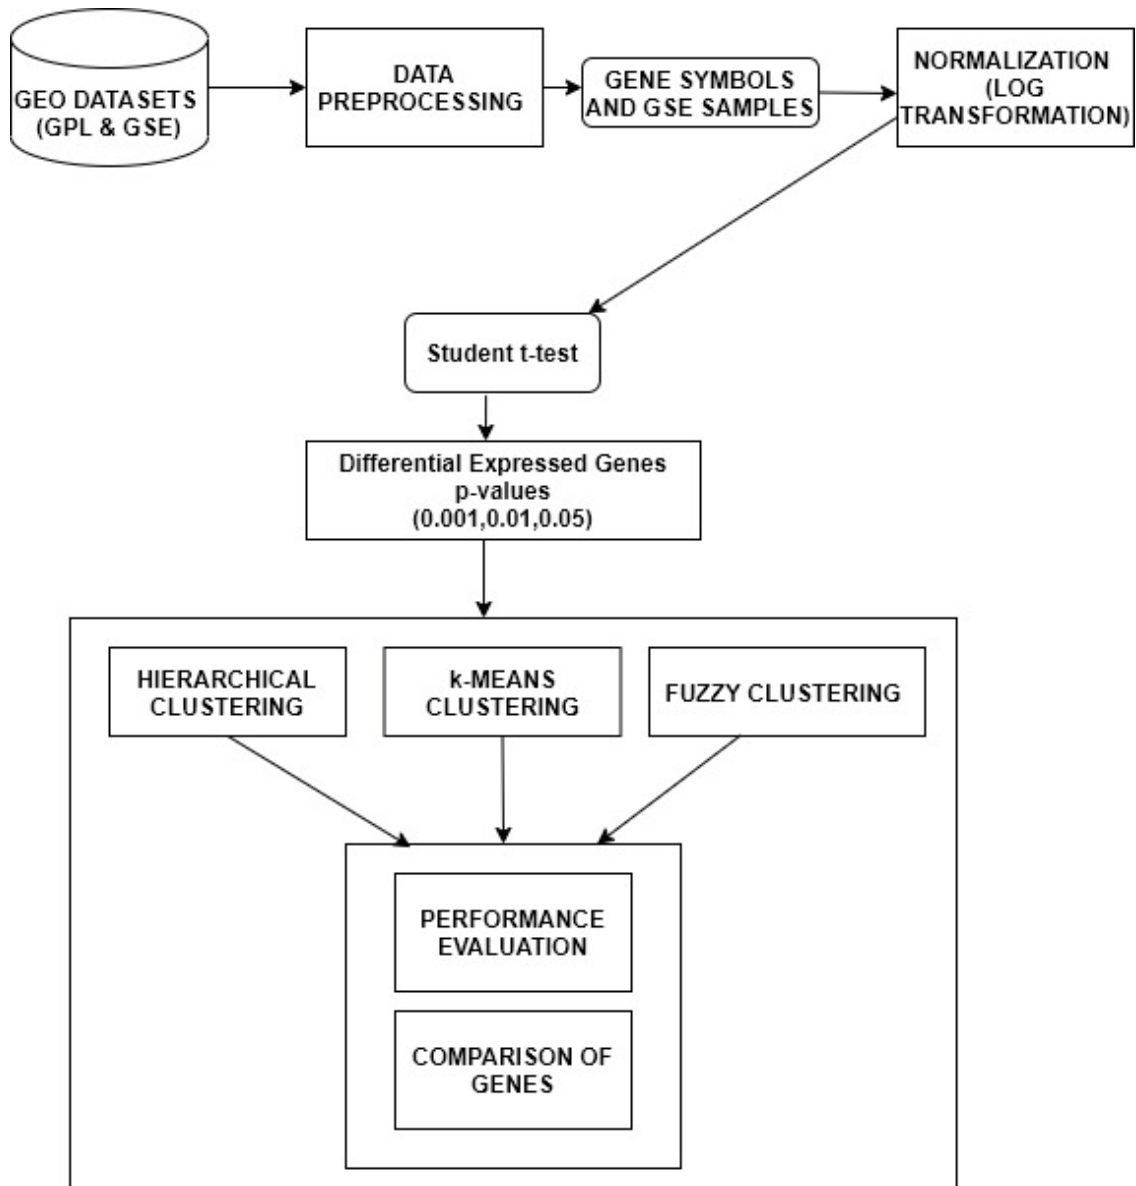 GEO DATASETS
(GPL & GSE)
DATA
PREPROCESSING
GENE SYMBOLS
AND GSE SAMPLES
NORMALIZATION
(LOG
TRANSFORMATION)
Student t-test
Differential Expressed Genes
p-values
(0.001,0.01,0.05)
HIERARCHICAL
CLUSTERING
k-MEANS
CLUSTERING
FUZZY CLUSTERING
PERFORMANCE
EVALUATION
COMPARISON OF
GENES